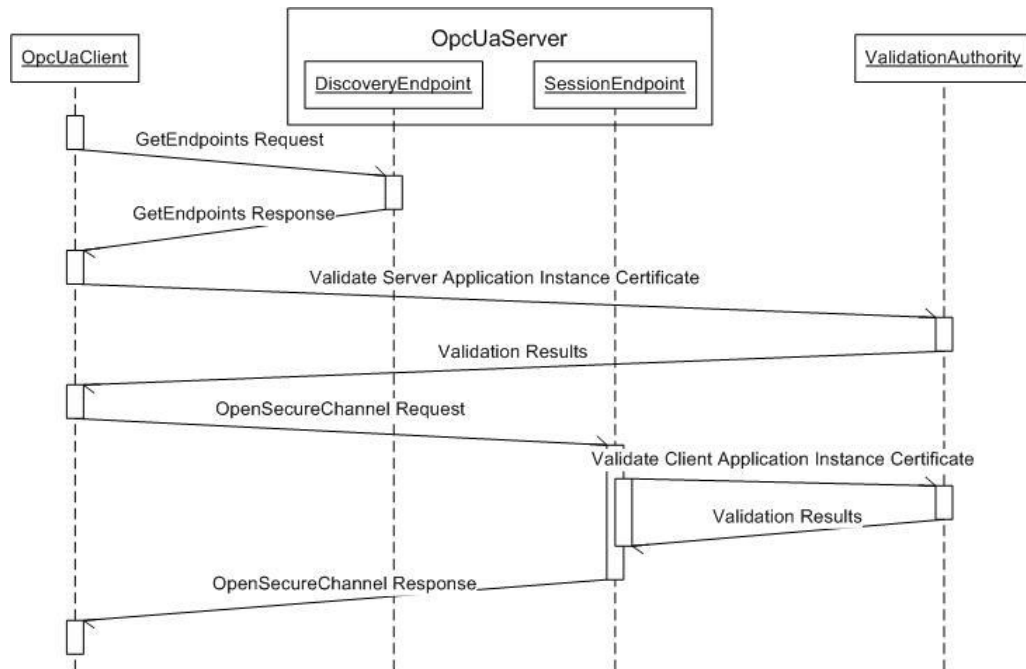 OpcUaServer
OpcUaClient
DiscoveryEndpoint
SessionEndpoint
ValidationAuthority
GetEndpoints Request
GetEndpoints Response
Validate Server Application Instance Certificate
Validation Results
OpenSecureChannel Request
Validate Client Application Instance Certificate
Validation Results
OpenSecureChannel Response